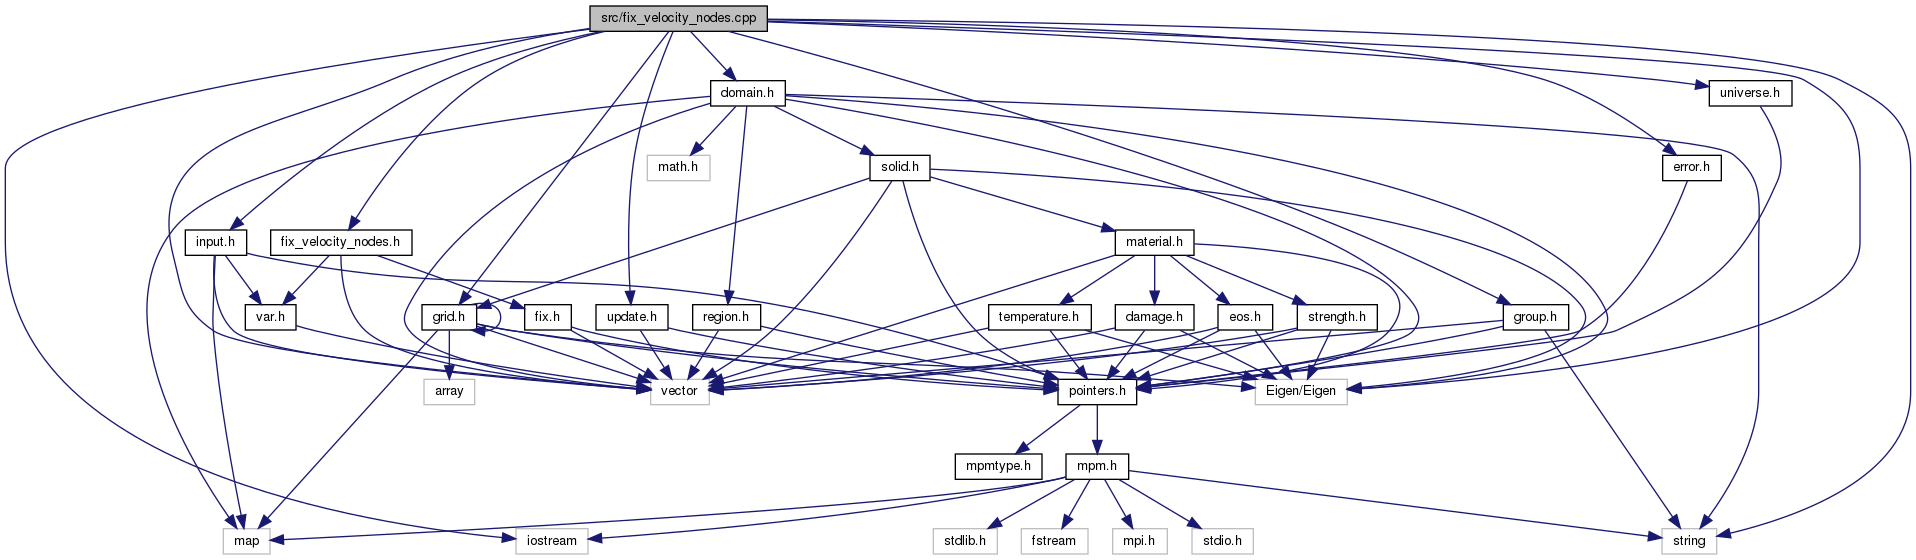 src/fix_velocity_nodes.cpp
domain.h
universe.h
math.h
solid.h
error.h
input.h
fix_velocity_nodes.h
material.h
var.h
grid.h
fix.h
update.h
region.h
temperature.h
damage.h
eos.h
strength.h
group.h
array
vector
pointers.h
Eigen/Eigen
mpmtype.h
mpm.h
map
iostream
stdlib.h
fstream
mpi.h
stdio.h
string